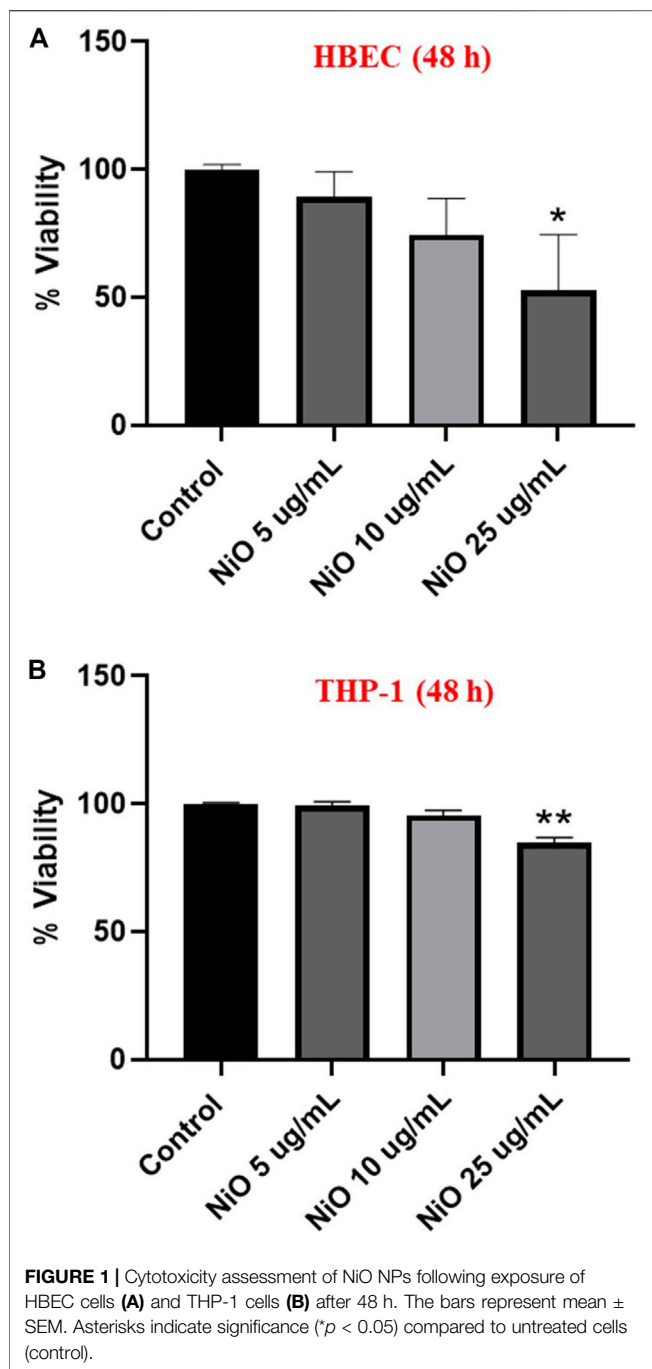 A
HBEC (48 h)
150
100
50
0
% Viability
*
Control
NiO 5 ug/mL
NiO 10 ug/mL
NiO 25 ug/mL
B
THP-1 (48 h)
150
100
50
0
% Viability
**
Control
NiO 5 ug/mL
NiO 10 ug/mL
NiO 25 ug/mL
FIGURE 1 | Cytotoxicity assessment of NiO NPs following exposure of
HBEC cells (A) and THP-1 cells (B) after 48 h. The bars represent mean ±
SEM. Asterisks indicate significance (*p < 0.05) compared to untreated cells
(control).